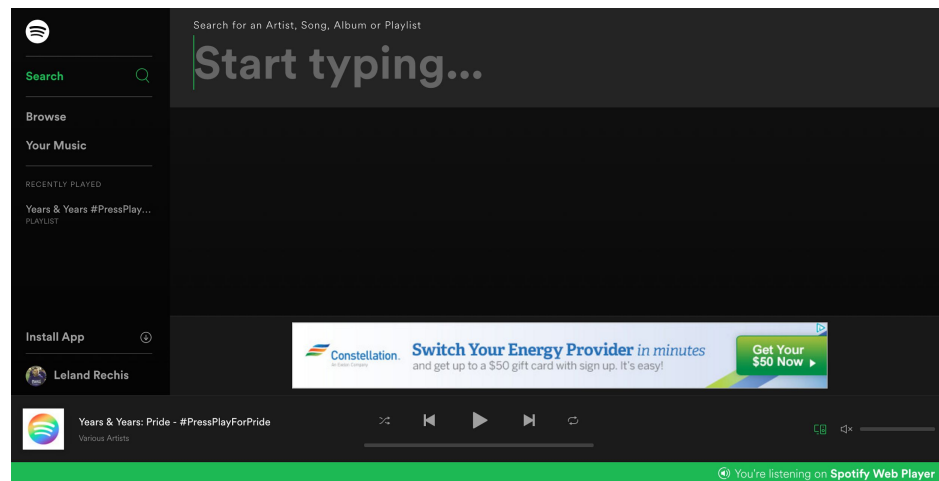 Search for an Artist, Song, Album or Playlist
Start typing...
Search
Browse
Your Music
RECENTLY PLAYED
Years & Years #PressPlay...
PLAYLIST
Install App
Leland Rechis
Constellation.
An Exelon Company
Switch Your Energy Provider in minutes
and get up to a $50 gift card with sign up. It's easy!
Get Your
$50 Now
Years & Years: Pride - #PressPlayForPride
Various Artists
You're listening on Spotify Web Player